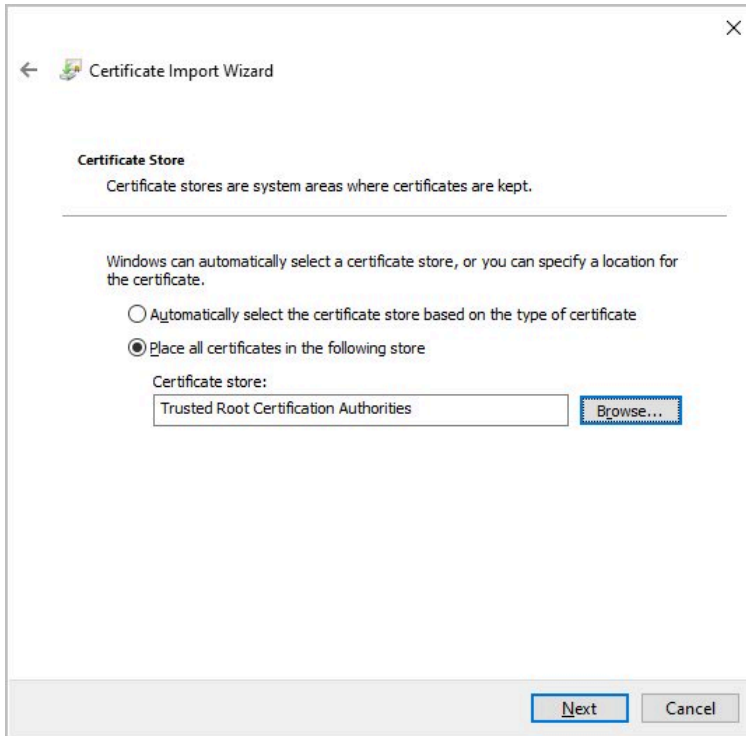 Certificate Import Wizard
Certificate Store
Certificate stores are system areas where certificates are kept.
Windows can automatically select a certificate store, or you can specify a location for
the certificate.
Automatically select the certificate store based on the type of certificate
Place all certificates in the following store
Certificate store:
Trusted Root Certification Authorities
Browse...
Next
Cancel